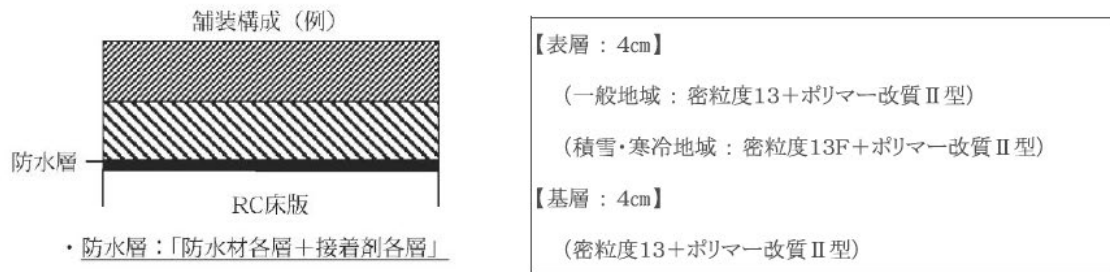 舗装構成（例）
防水層
RC床版
・防水層：「防水材各層＋接着剤各層」
【表層：4㎝】
（一般地域：密粒度13＋ポリマー改質Ⅱ型）
（積雪・寒冷地域：密粒度13F＋ポリマー改質Ⅱ型）
【基層：4㎝】
（密粒度13＋ポリマー改質Ⅱ型）